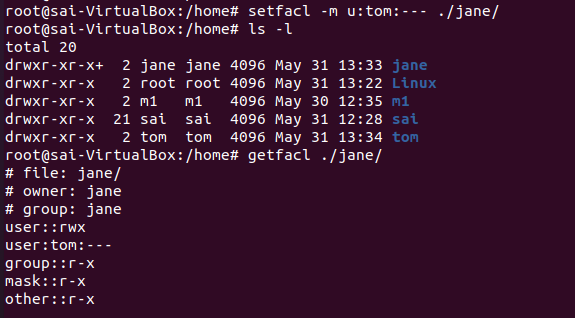 root@sai-VirtualBox:/home# setfacl -m u:tom:--- ./jane/
root@sai-VirtualBox:/home# ls -l
total 20
drwxr-xr-x+  2 jane jane 4096 May 31 13:33 jane
drwxr-xr-x   2 root root 4096 May 31 13:22 Linux
drwxr-xr-x   2 m1   m1   4096 May 30 12:35 m1
drwxr-xr-x  21 sai  sai  4096 May 31 12:28 sai
drwxr-xr-x   2 tom  tom  4096 May 31 13:34 tom
root@sai-VirtualBox:/home# getfacl ./jane/
# file: jane/
# owner: jane
# group: jane
user::rwx
user:tom:---
group::r-x
mask::r-x
other::r-x